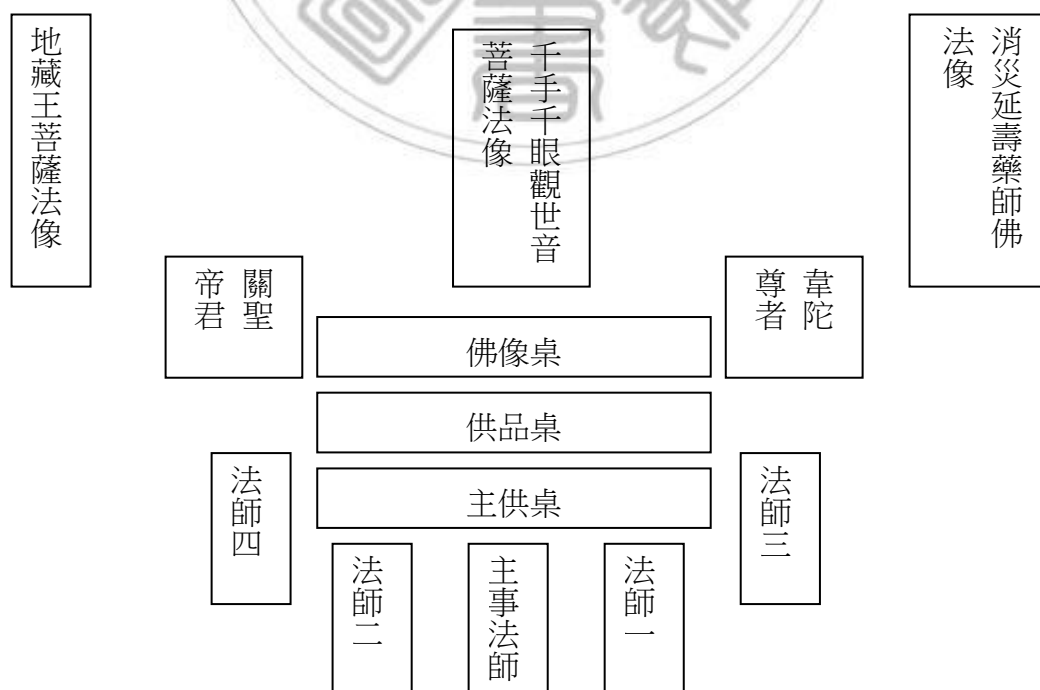 消災延壽藥師佛
法像
千手千眼觀世音
菩薩法像
地藏王菩薩法像
韋陀
尊者
關聖
帝君
佛像桌
供品桌
主供桌
法師三
法師四
法師一
主事法師
法師二